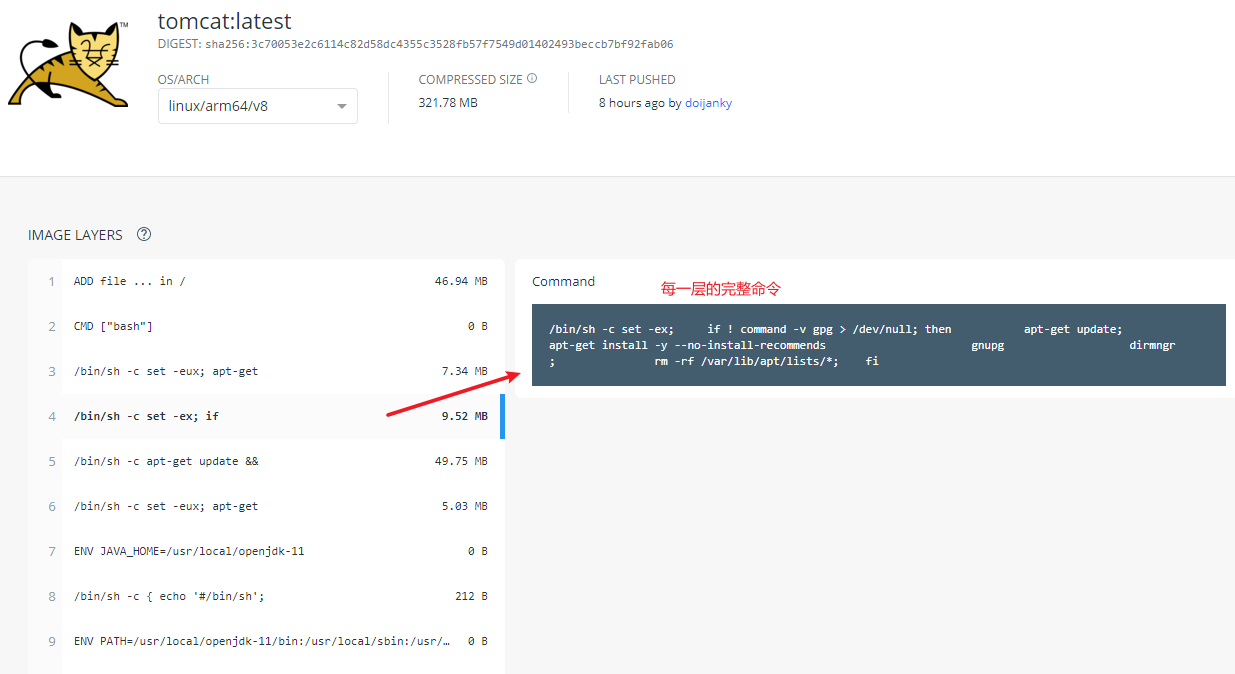 tomcat:latest
DIGEST: sha256:3c70053e2c6114c82d58dc4355c3528fb57f7549d01402493beccb7bf92fab06
OS/ARCH
linux/arm64/v8
COMPRESSED SIZE
321.78 MB
LAST PUSHED
8 hours ago by doijanky
TM
IMAGE LAYERS ?
1 ADD file ... in / 46.94 MB
2 CMD ["bash"] 0 B
3 /bin/sh -c set -eux; apt-get 7.34 MB
4 /bin/sh -c set -ex; if 9.52 MB
5 /bin/sh -c apt-get update && 49.75 MB
6 /bin/sh -c set -eux; apt-get 5.03 MB
7 ENV JAVA_HOME=/usr/local/openjdk-11 0 B
8 /bin/sh -c { echo '#/bin/sh'; 212 B
9 ENV PATH=/usr/local/openjdk-11/bin:/usr/local/sbin:/usr/… 0 B
Command
每一层的完整命令
/bin/sh -c set -ex; if ! command -v gpg > /dev/null; then apt-get update;
apt-get install -y --no-install-recommends gnupg dirmngr
; rm -rf /var/lib/apt/lists/*; fi